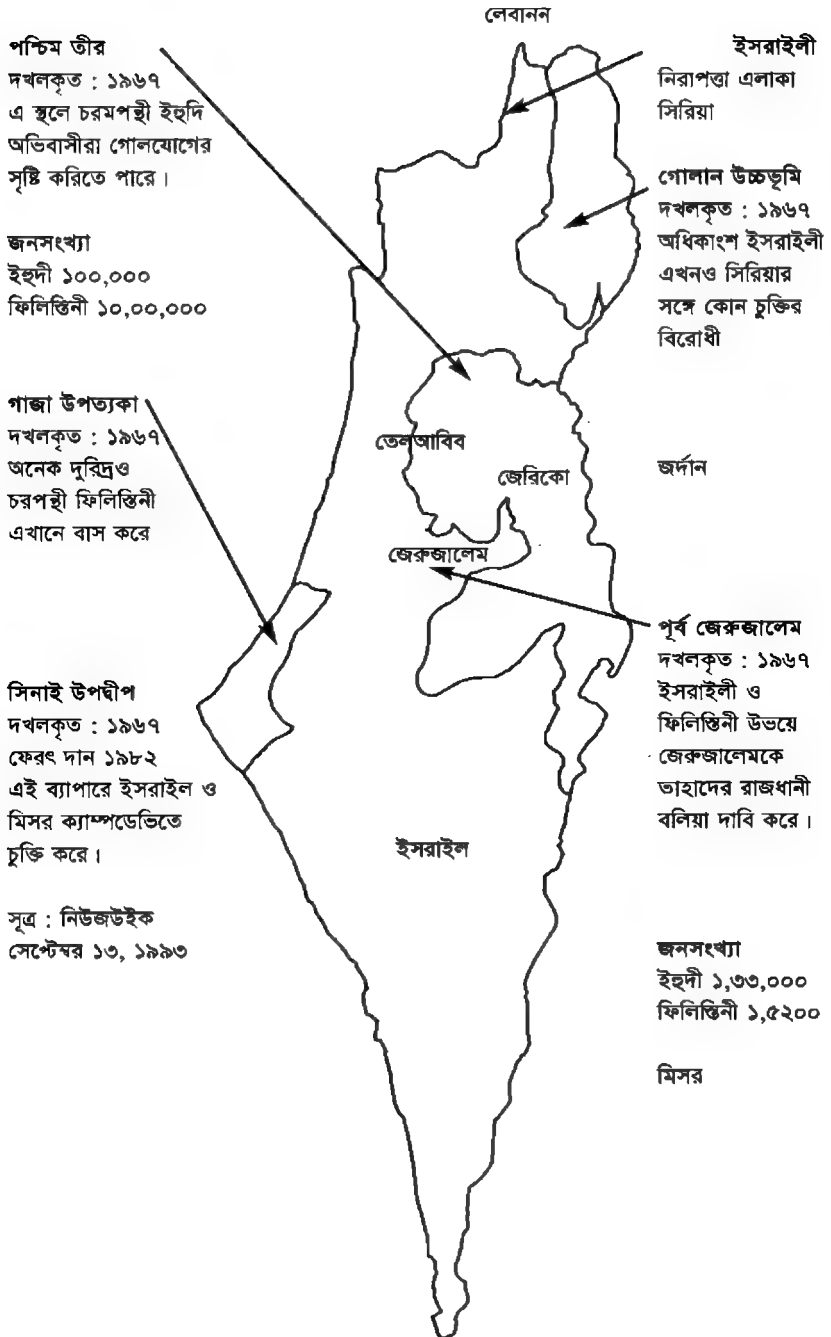 লেবানন
পশ্চিম তীর
দখলকৃত : ১৯৬৭
এ স্থলে চরমপন্থী ইহুদি
অভিবাসীরা গোলযোগের
সৃষ্টি করিতে পারে।
জনসংখ্যা
ইহুদী ১০০,০০০
ফিলিস্তিনী ১০,০০,০০০
গাজা উপত্যকা
দখলকৃত : ১৯৬৭
অনেক দুরিদ্রও
চরপন্থী ফিলিস্তিনী
এখানে বাস করে
সিনাই উপদ্বীপ
দখলকৃত : ১৯৬৭
ফেরৎ দান ১৯৮২
এই ব্যাপারে ইসরাইল ও
মিসর ক্যাম্পডেভিতে
চুক্তি করে।
সূত্র : নিউজউইক
সেপ্টেম্বর ১৩, ১৯৯৩
তেলআবিব
জেরিকো
জেরুজালেম
ইসরাইল
ইসরাইলী
নিরাপত্তা এলাকা
সিরিয়া
গোলান উচ্চভূমি
দখলকৃত : ১৯৬৭
অধিকাংশ ইসরাইলী
এখনও সিরিয়ার
সঙ্গে কোন চুক্তির
বিরোধী
জর্দান
পূর্ব জেরুজালেম
দখলকৃত : ১৯৬৭
ইসরাইলী ও
ফিলিস্তিনী উভয়ে
জেরুজালেমকে
তাহাদের রাজধানী
বলিয়া দাবি করে।
জনসংখ্যা
ইহুদী ১,৩৩,০০০
ফিলিস্তিনী ১,৫২০০
মিসর